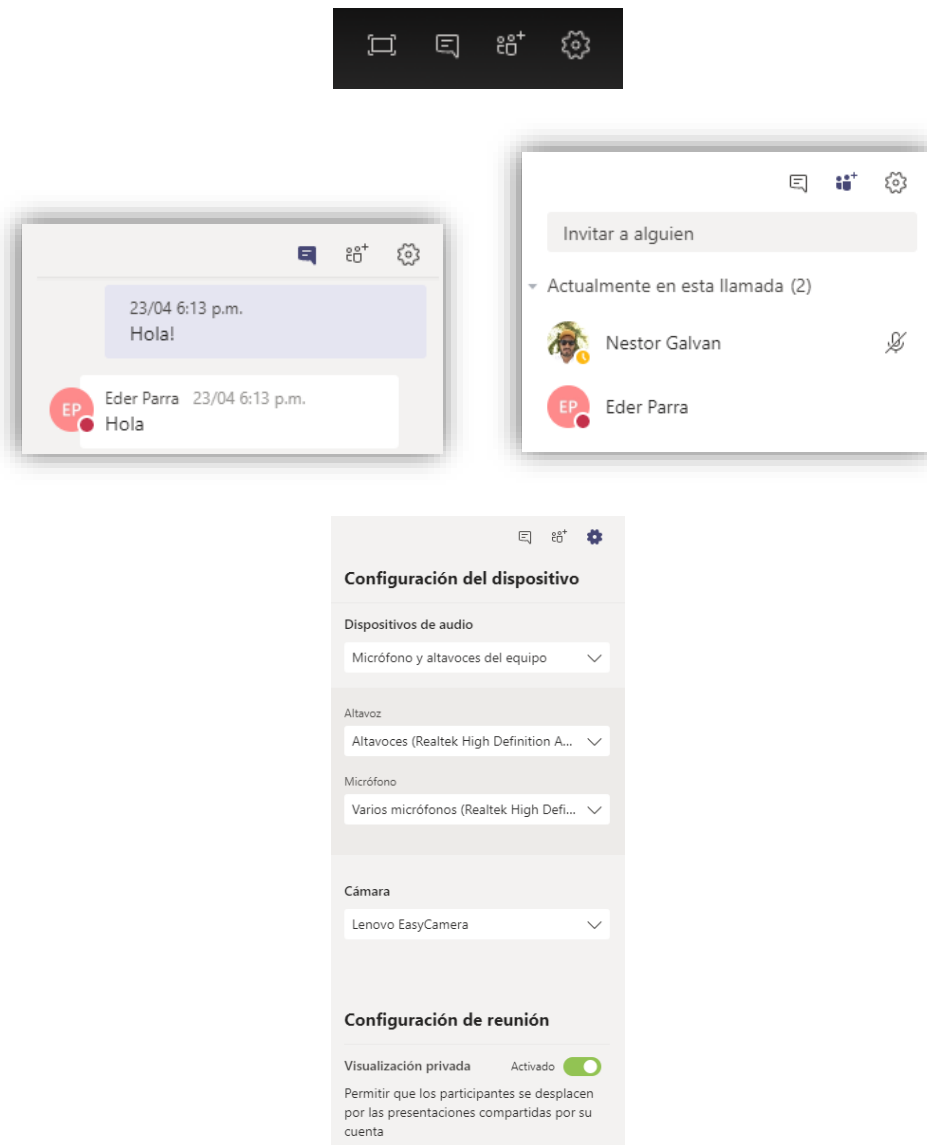 23/04 6:13 p.m.
Hola!
EP
Eder Parra 23/04 6:13 p.m.
Hola
Invitar a alguien
Actualmente en esta llamada (2)
Nestor Galvan
EP
Eder Parra
Configuración del dispositivo
Dispositivos de audio
Micrófono y altavoces del equipo
Altavoz
Altavoces (Realtek High Definition A...
Micrófono
Varios micrófonos (Realtek High Defi...
Cámara
Lenovo EasyCamera
Configuración de reunión
Visualización privada Activado
Permitir que los participantes se desplacen
por las presentaciones compartidas por su
cuenta